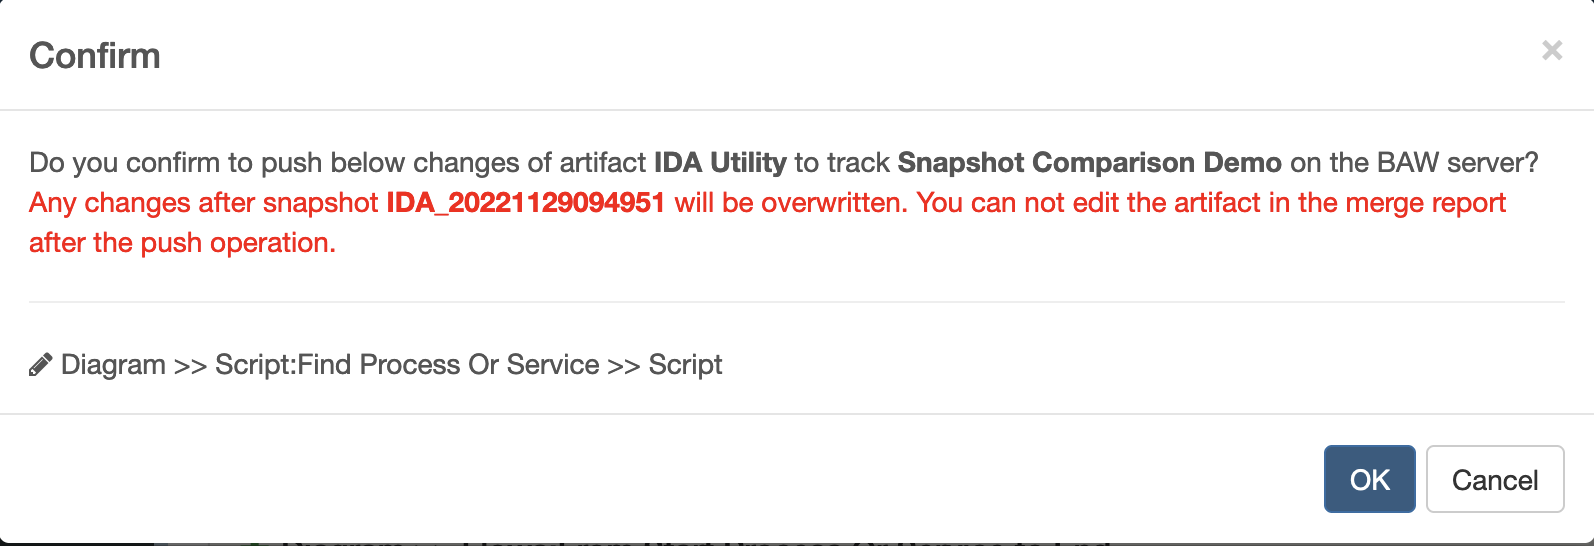 Confirm
×
Do you confirm to push below changes of artifact IDA Utility to track Snapshot Comparison Demo on the BAW server?
Any changes after snapshot IDA_20221129094951 will be overwritten. You can not edit the artifact in the merge report
after the push operation.
Diagram >> Script:Find Process Or Service >> Script
OK Cancel